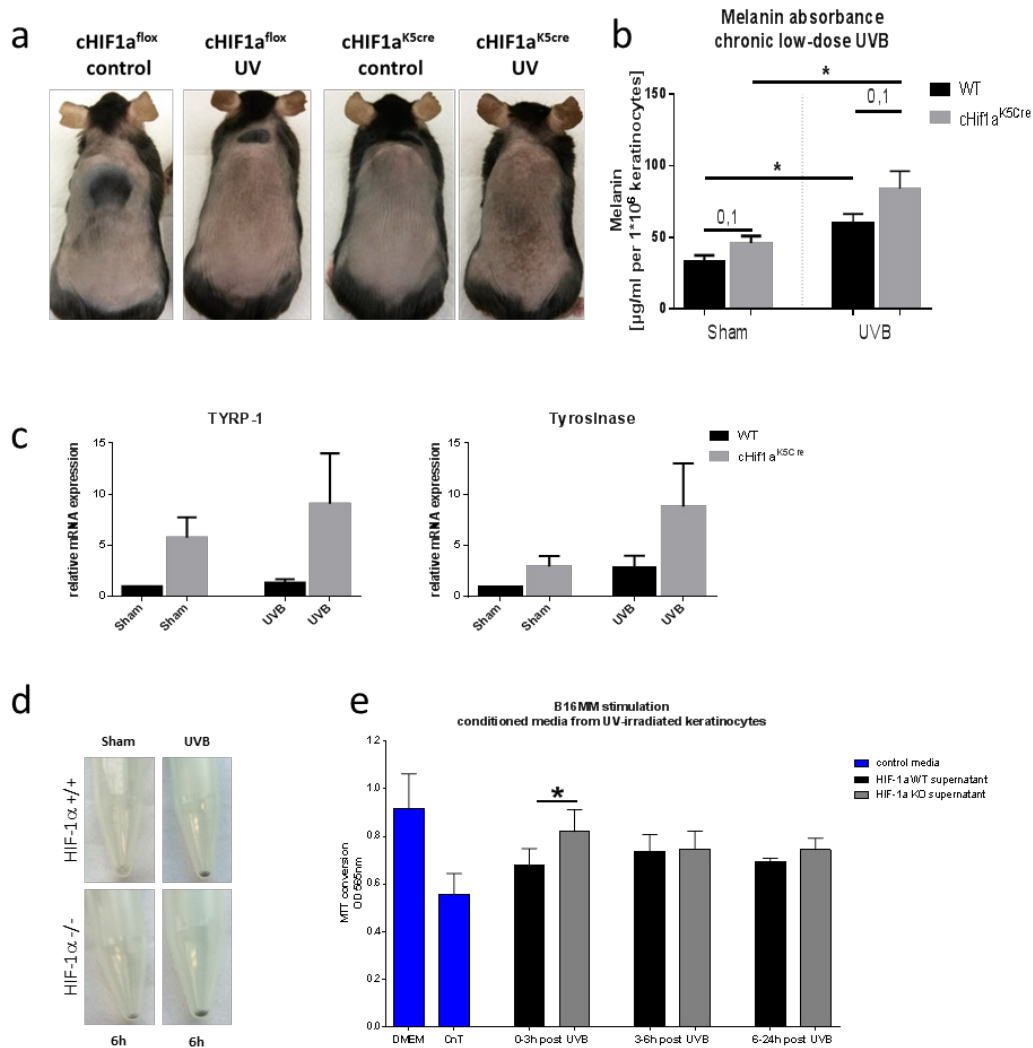 a
cHIF1a^flox
control
cHIF1a^flox
UV
cHIF1a^K5cre
control
cHIF1a^K5cre
UV
b
Melanin absorbance
chronic low-dose UVB
Melanin
[µg/ml per 1*10^6 keratinocytes]
150
100
50
0
0,1
*
*
0,1
Sham
UVB
WT
cHif1a^K5Cre
c
TYRP-1
relative mRNA expression
15
10
5
0
Sham
Sham
UVB
UVB
Tyrosinase
relative mRNA expression
15
10
5
0
Sham
Sham
UVB
UVB
WT
cHif1a^K5Cre
d
Sham
UVB
HIF-1α+/+
HIF-1α-/-
6h
6h
e
B16MM stimulation
conditioned media from UV-irradiated keratinocytes
MTT conversion
OD 565nm
1.2
1.0
0.8
0.6
0.4
0.2
0.0
*
DMEM
CnT
0-3h post UVB
3-6h post UVB
6-24h post UVB
control media
HIF-1a WT supernatant
HIF-1a KO supernatant